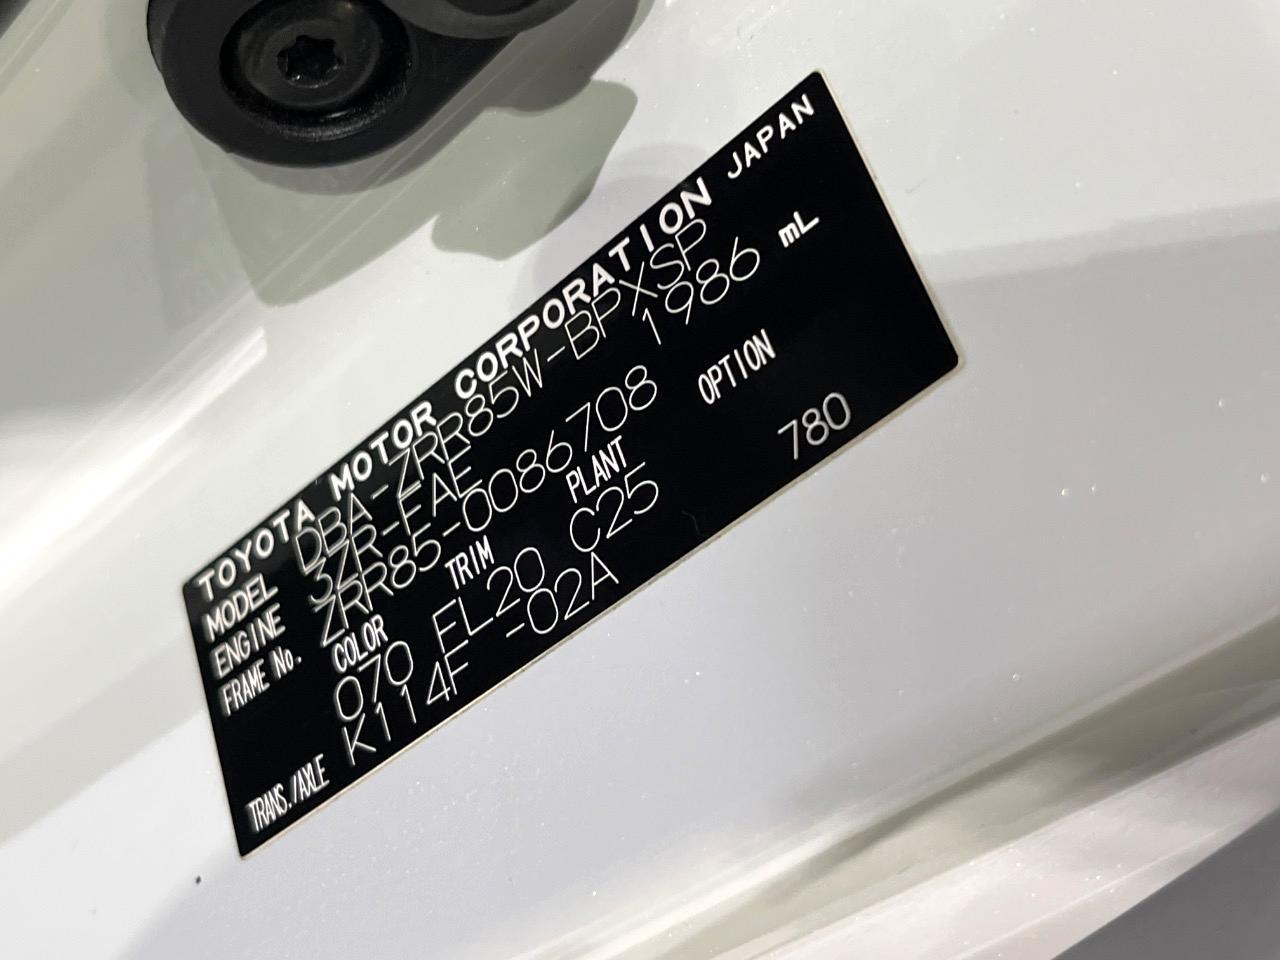 TOYOTA MOTOR CORPORATION JAPAN
MODEL DBA-ZRR85W-BPXSP
ENGINE 3ZR-FAE 1986 mL
FRAME No. ZRR85-0086708
COLOR TRIM PLANT OPTION
070 FL20 C25 780
TRANS./AXLE K114F -02A